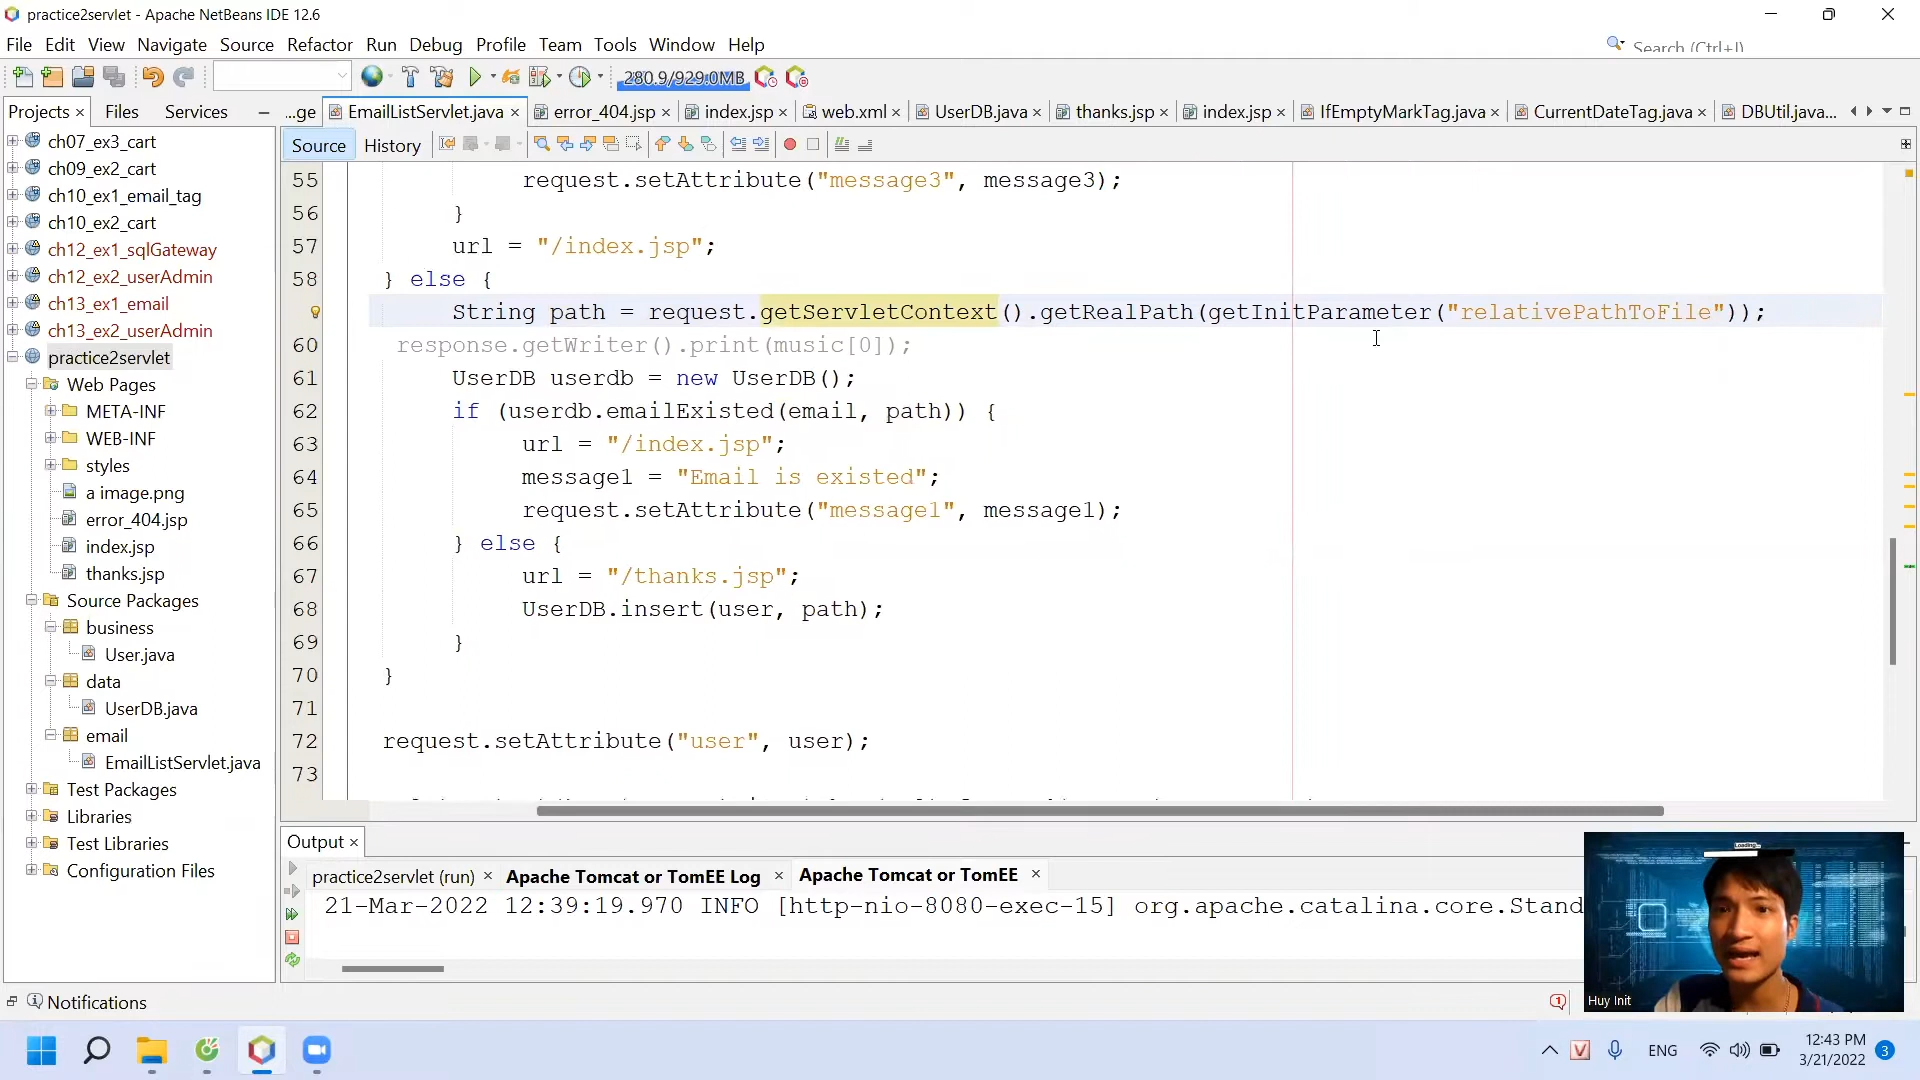 practice2servlet - Apache NetBeans IDE 12.6
File Edit View Navigate Source Refactor Run Debug Profile Team Tools Window Help
Search (Ctrl+I)
280.9/929.0MB
Projects Files Services
...ge EmailListServlet.java error_404.jsp index.jsp web.xml UserDB.java thanks.jsp index.jsp IfEmptyMarkTag.java CurrentDateTag.java DBUtil.java...
Source History
ch07_ex3_cart
ch09_ex2_cart
ch10_ex1_email_tag
ch10_ex2_cart
ch12_ex1_sqlGateway
ch12_ex2_userAdmin
ch13_ex1_email
ch13_ex2_userAdmin
practice2servlet
Web Pages
META-INF
WEB-INF
styles
a image.png
error_404.jsp
index.jsp
thanks.jsp
Source Packages
business
User.java
data
UserDB.java
email
EmailListServlet.java
Test Packages
Libraries
Test Libraries
Configuration Files
55 request.setAttribute("message3", message3);
56 }
57 url = "/index.jsp";
58 } else {
String path = request.getServletContext().getRealPath(getInitParameter("relativePathToFile"));
60 response.getWriter().print(music[0]);
61 UserDB userdb = new UserDB();
62 if (userdb.emailExisted(email, path)) {
63 url = "/index.jsp";
64 message1 = "Email is existed";
65 request.setAttribute("message1", message1);
66 } else {
67 url = "/thanks.jsp";
68 UserDB.insert(user, path);
69 }
70 }
71
72 request.setAttribute("user", user);
73
Output
practice2servlet (run) Apache Tomcat or TomEE Log Apache Tomcat or TomEE
21-Mar-2022 12:39:19.970 INFO [http-nio-8080-exec-15] org.apache.catalina.core.Stand
Loading...
Huy Init
Notifications
1
ENG
12:43 PM
3/21/2022
3